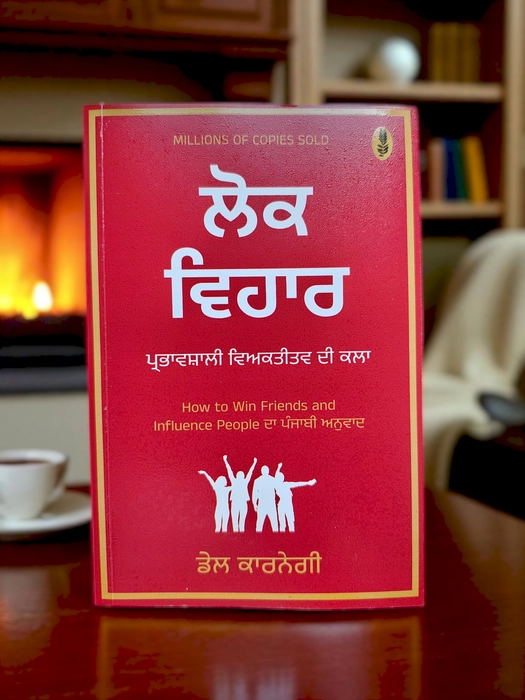 MILLIONS OF COPIES SOLD
ਲੋਕ
ਵਿਹਾਰ
ਪ੍ਰਭਾਵਸ਼ਾਲੀ ਵਿਅਕਤੀਤਵ ਦੀ ਕਲਾ
How to Win Friends and
Influence People ਦਾ ਪੰਜਾਬੀ ਅਨੁਵਾਦ
ਡੇਲ ਕਾਰਨੇਗੀ